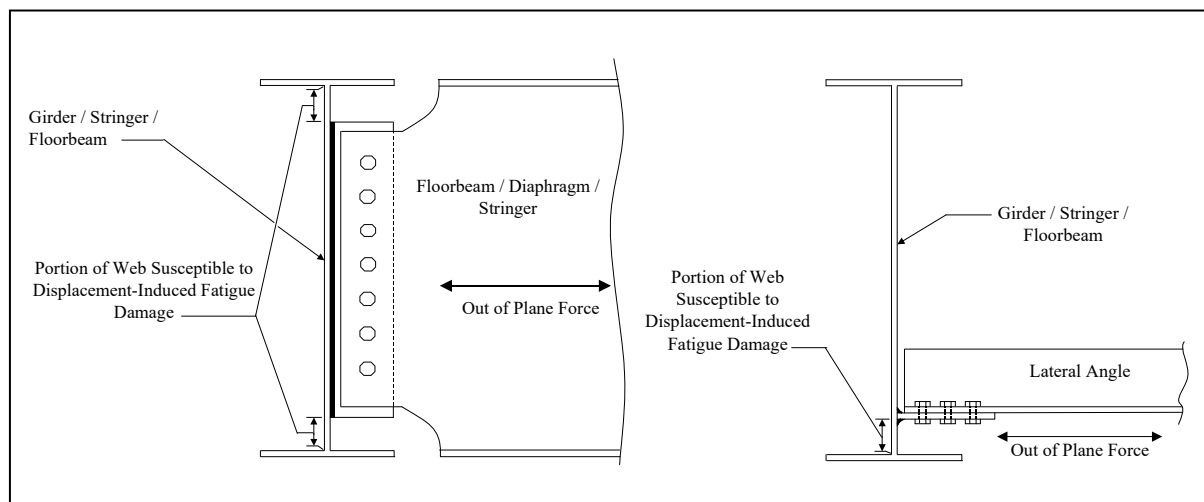 Girder / Stringer /
Floorbeam
Floorbeam / Diaphragm /
Stringer
Portion of Web Susceptible to
Displacement-Induced Fatigue
Damage
Out of Plane Force
Girder / Stringer /
Floorbeam
Portion of Web
Susceptible to
Displacement-Induced
Fatigue Damage
Lateral Angle
Out of Plane Force